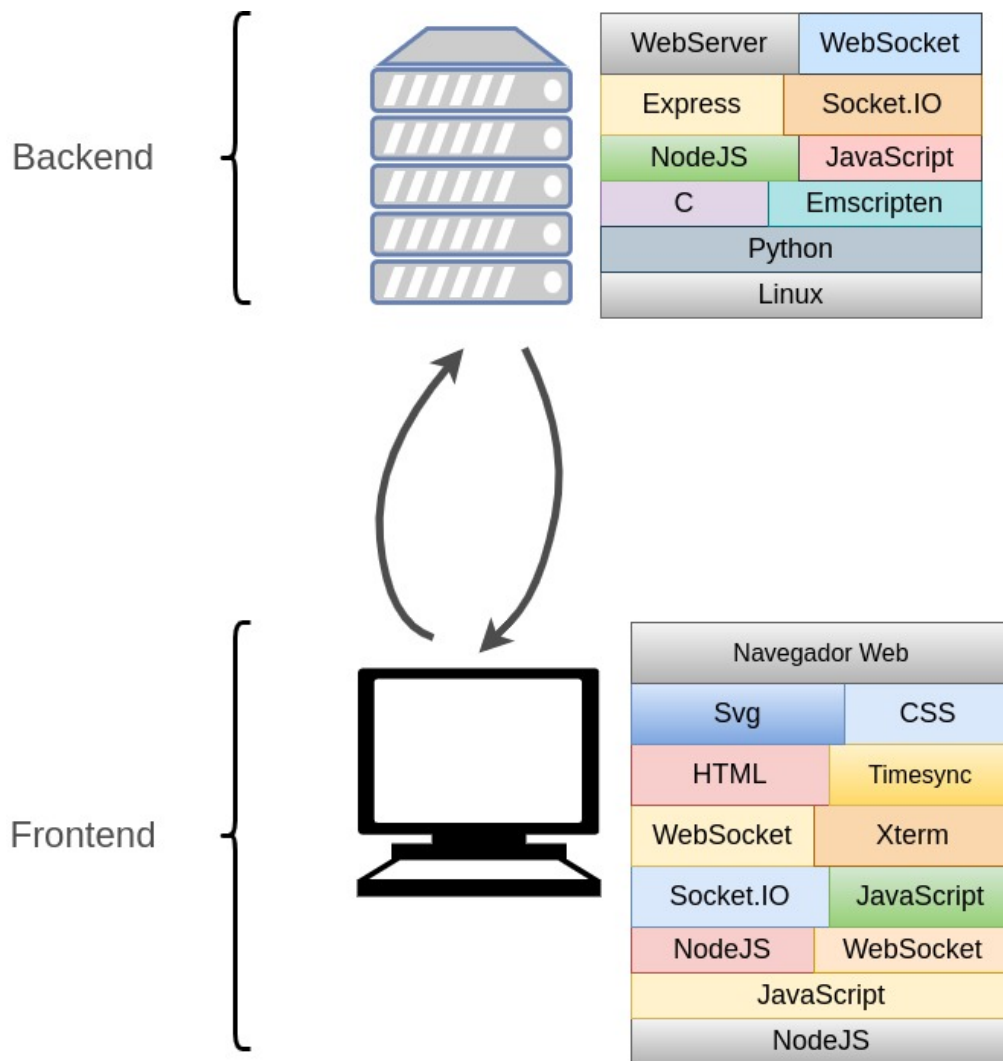 WebServer WebSocket
Express Socket.IO
Backend
NodeJS JavaScript
C Emscripten
Python
Linux
Navegador Web
Svg CSS
HTML Timesync
Frontend
WebSocket Xterm
Socket.IO JavaScript
NodeJS WebSocket
JavaScript
NodeJS